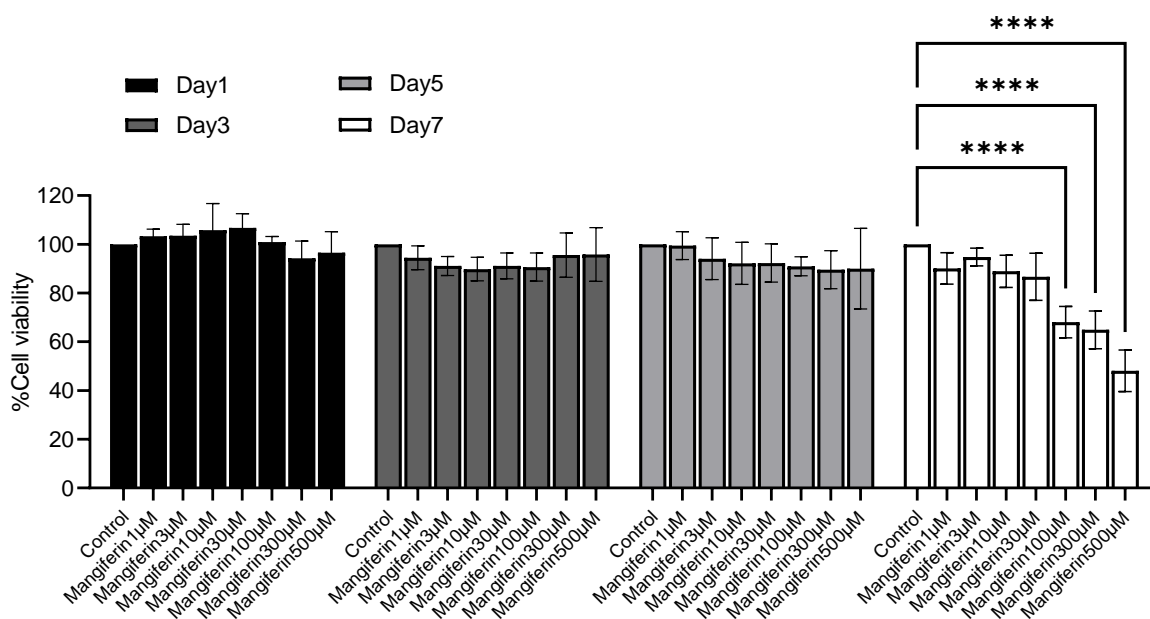 ****
****
****
Day1
Day3
Day5
Day7
%Cell viability
120
100
80
60
40
20
0
Control
Mangiferin1μM
Mangiferin3μM
Mangiferin10μM
Mangiferin30μM
Mangiferin100μM
Mangiferin300μM
Mangiferin500μM
Control
Mangiferin1μM
Mangiferin3μM
Mangiferin10μM
Mangiferin30μM
Mangiferin100μM
Mangiferin300μM
Mangiferin500μM
Control
Mangiferin1μM
Mangiferin3μM
Mangiferin10μM
Mangiferin30μM
Mangiferin100μM
Mangiferin300μM
Mangiferin500μM
Control
Mangiferin1μM
Mangiferin3μM
Mangiferin10μM
Mangiferin30μM
Mangiferin100μM
Mangiferin300μM
Mangiferin500μM